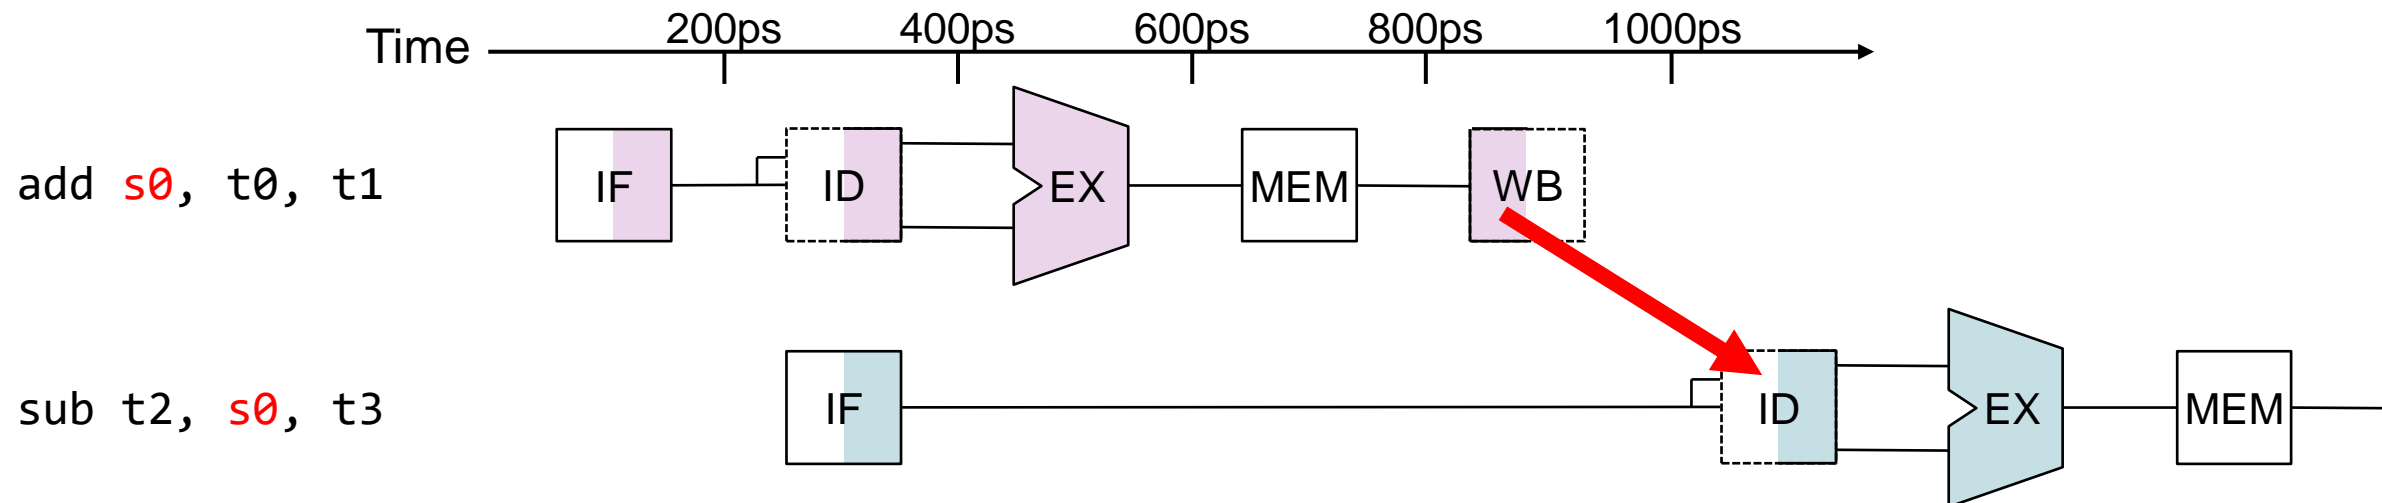 Time 200ps 400ps 600ps 800ps 1000ps
add s0, t0, t1 IF ID EX MEM WB
sub t2, s0, t3 IF ID EX MEM